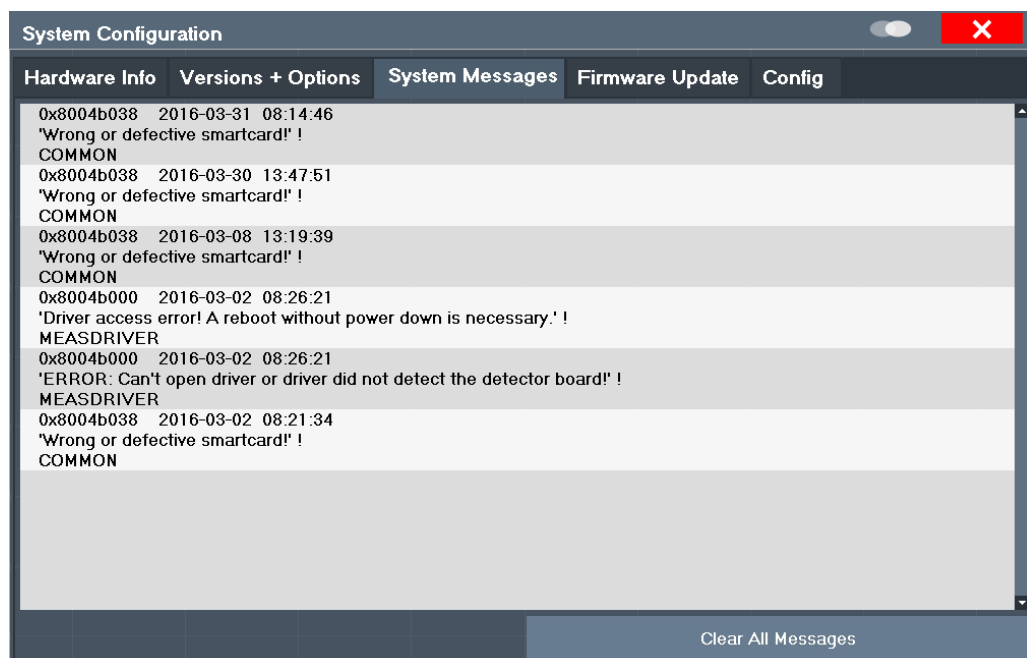 System Configuration
Hardware Info Versions + Options System Messages Firmware Update Config
0x8004b038 2016-03-31 08:14:46
'Wrong or defective smartcard!' !
COMMON
0x8004b038 2016-03-30 13:47:51
'Wrong or defective smartcard!' !
COMMON
0x8004b038 2016-03-08 13:19:39
'Wrong or defective smartcard!' !
COMMON
0x8004b000 2016-03-02 08:26:21
'Driver access error! A reboot without power down is necessary.' !
MEASDRIVER
0x8004b000 2016-03-02 08:26:21
'ERROR: Can't open driver or driver did not detect the detector board!' !
MEASDRIVER
0x8004b038 2016-03-02 08:21:34
'Wrong or defective smartcard!' !
COMMON
Clear All Messages